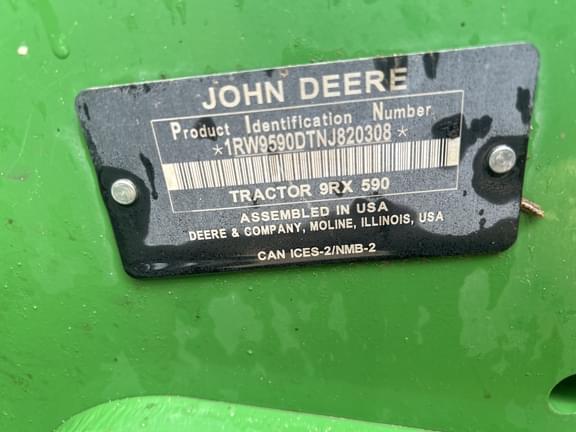 JOHN DEERE
Product Identification Number
*1RW9590DTNJ820308*
TRACTOR 9RX 590
ASSEMBLED IN USA
DEERE & COMPANY, MOLINE, ILLINOIS, USA
CAN ICES-2/NMB-2